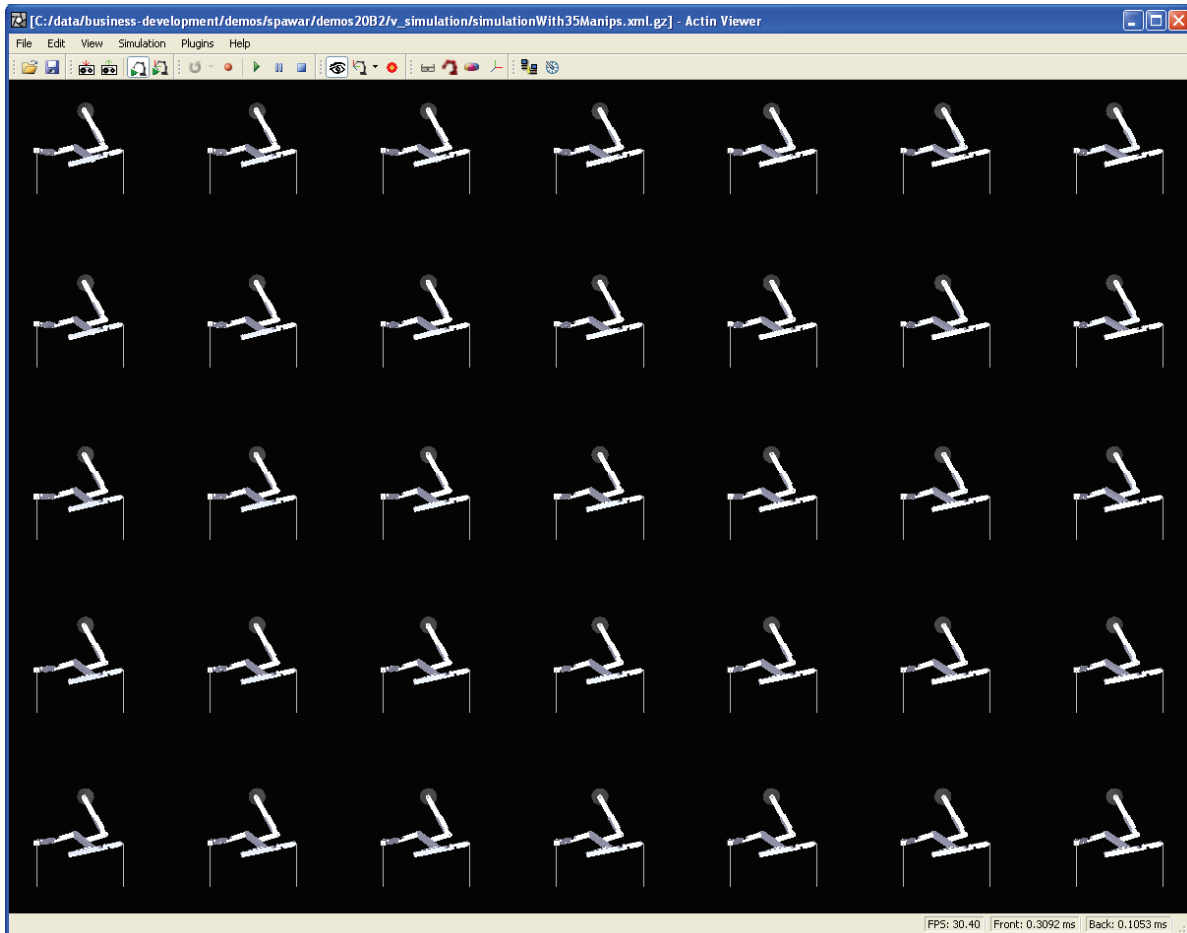 [C:/data/business-development/demos/spawar/demos20B2/v_simulation/simulationWith35Manips.xml.gz] - Actin Viewer
File Edit View Simulation Plugins Help
FPS: 30.40 Front: 0.3092 ms Back: 0.1053 ms